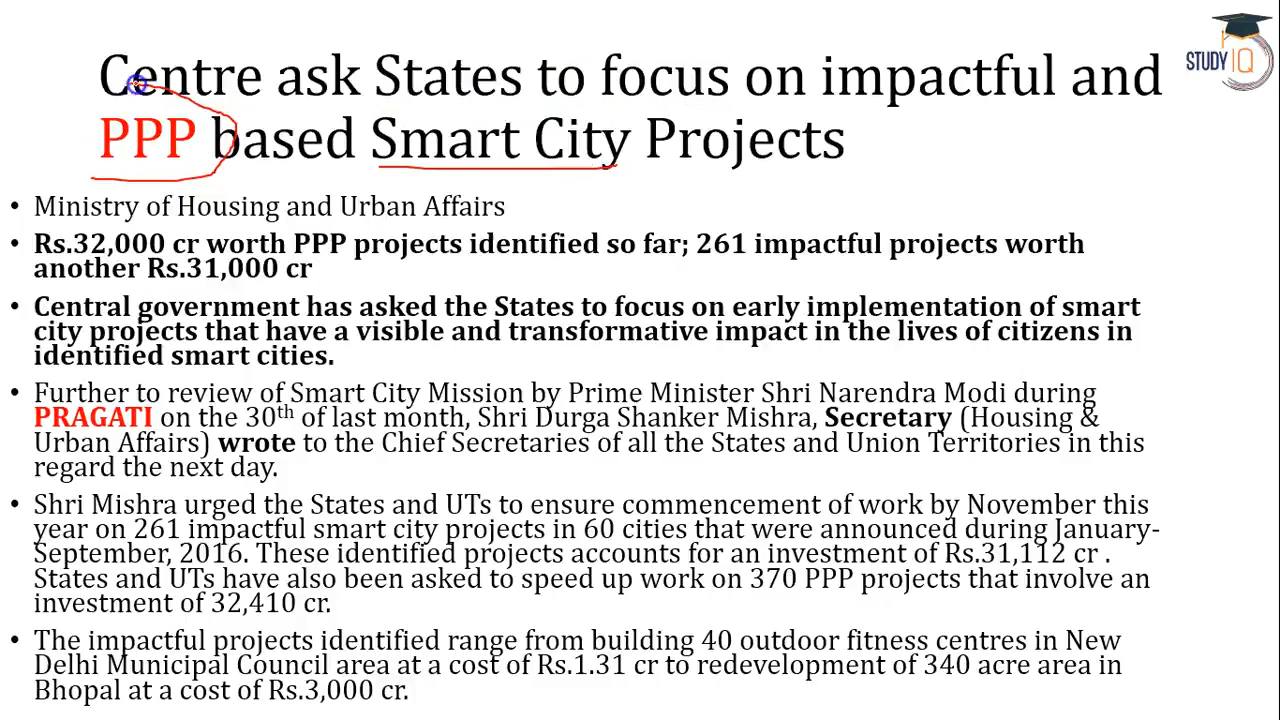 Centre ask States to focus on impactful and
PPP based Smart City Projects
STUDY IQ
• Ministry of Housing and Urban Affairs
• Rs.32,000 cr worth PPP projects identified so far; 261 impactful projects worth
another Rs.31,000 cr
• Central government has asked the States to focus on early implementation of smart
city projects that have a visible and transformative impact in the lives of citizens in
identified smart cities.
• Further to review of Smart City Mission by Prime Minister Shri Narendra Modi during
PRAGATI on the 30th of last month, Shri Durga Shanker Mishra, Secretary (Housing &
Urban Affairs) wrote to the Chief Secretaries of all the States and Union Territories in this
regard the next day.
• Shri Mishra urged the States and UTs to ensure commencement of work by November this
year on 261 impactful smart city projects in 60 cities that were announced during January-
September, 2016. These identified projects accounts for an investment of Rs.31,112 cr .
States and UTs have also been asked to speed up work on 370 PPP projects that involve an
investment of 32,410 cr.
• The impactful projects identified range from building 40 outdoor fitness centres in New
Delhi Municipal Council area at a cost of Rs.1.31 cr to redevelopment of 340 acre area in
Bhopal at a cost of Rs.3,000 cr.